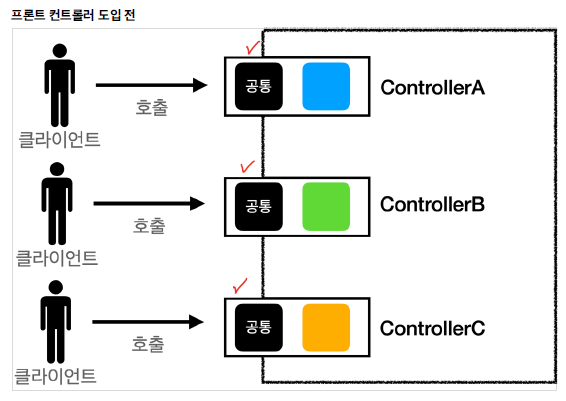 프론트 컨트롤러 도입 전
공통
ControllerA
호출
클라이언트
공통
ControllerB
호출
클라이언트
공통
ControllerC
호출
클라이언트